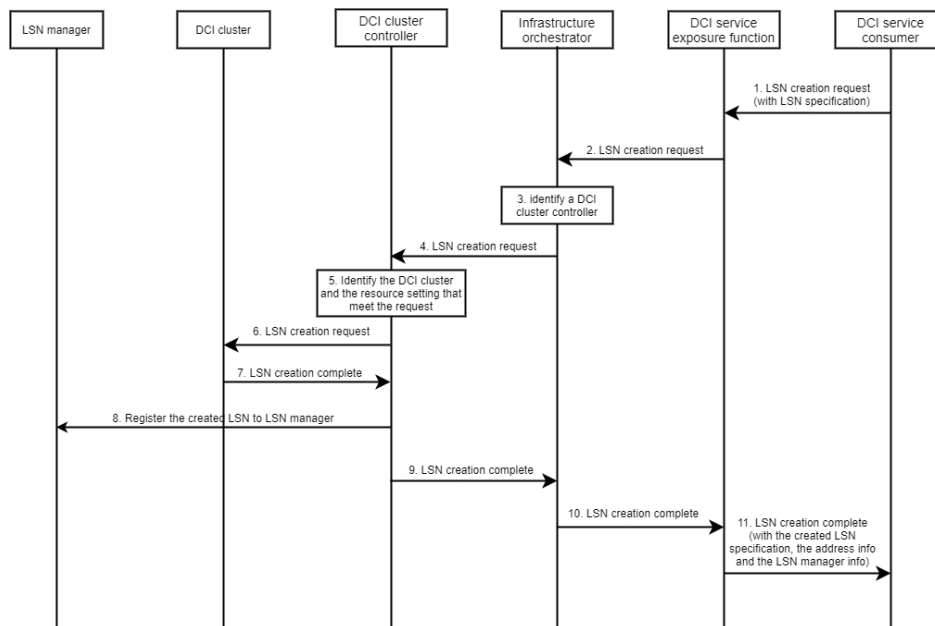 LSN manager
DCI cluster
DCI cluster
controller
Infrastructure
orchestrator
DCI service
exposure function
DCI service
consumer
1. LSN creation request
(with LSN specification)
2. LSN creation request
3. identify a DCI
cluster controller
4. LSN creation request
5. Identify the DCI cluster
and the resource setting that
meet the request
6. LSN creation request
7. LSN creation complete
8. Register the created LSN to LSN manager
9. LSN creation complete
10. LSN creation complete
11. LSN creation complete
(with the created LSN
specification, the address info
and the LSN manager info)